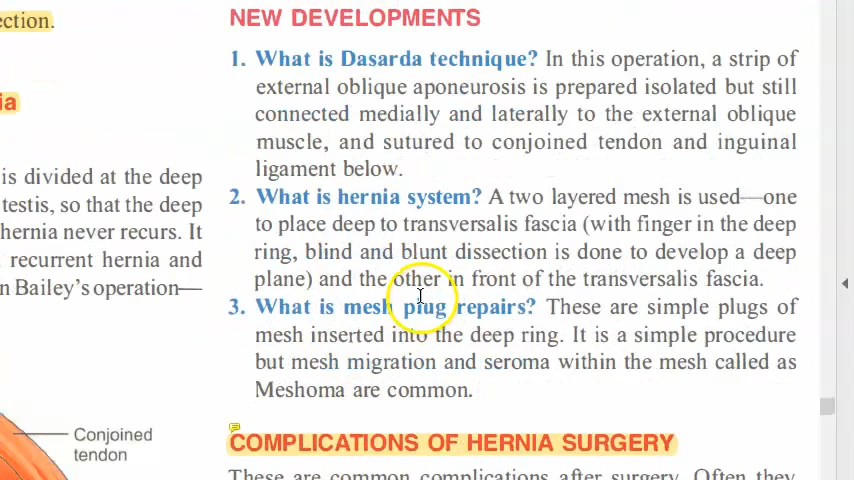 ection.
ia
is divided at the deep
testis, so that the deep
hernia never recurs. It
recurrent hernia and
n Bailey's operation—
Conjoined
tendon
NEW DEVELOPMENTS
1. What is Dasarda technique? In this operation, a strip of
external oblique aponeurosis is prepared isolated but still
connected medially and laterally to the external oblique
muscle, and sutured to conjoined tendon and inguinal
ligament below.
2. What is hernia system? A two layered mesh is used—one
to place deep to transversalis fascia (with finger in the deep
ring, blind and blunt dissection is done to develop a deep
plane) and the other in front of the transversalis fascia.
3. What is mesh plug repairs? These are simple plugs of
mesh inserted into the deep ring. It is a simple procedure
but mesh migration and seroma within the mesh called as
Meshoma are common.
COMPLICATIONS OF HERNIA SURGERY
These are common complications after surgery. Often they